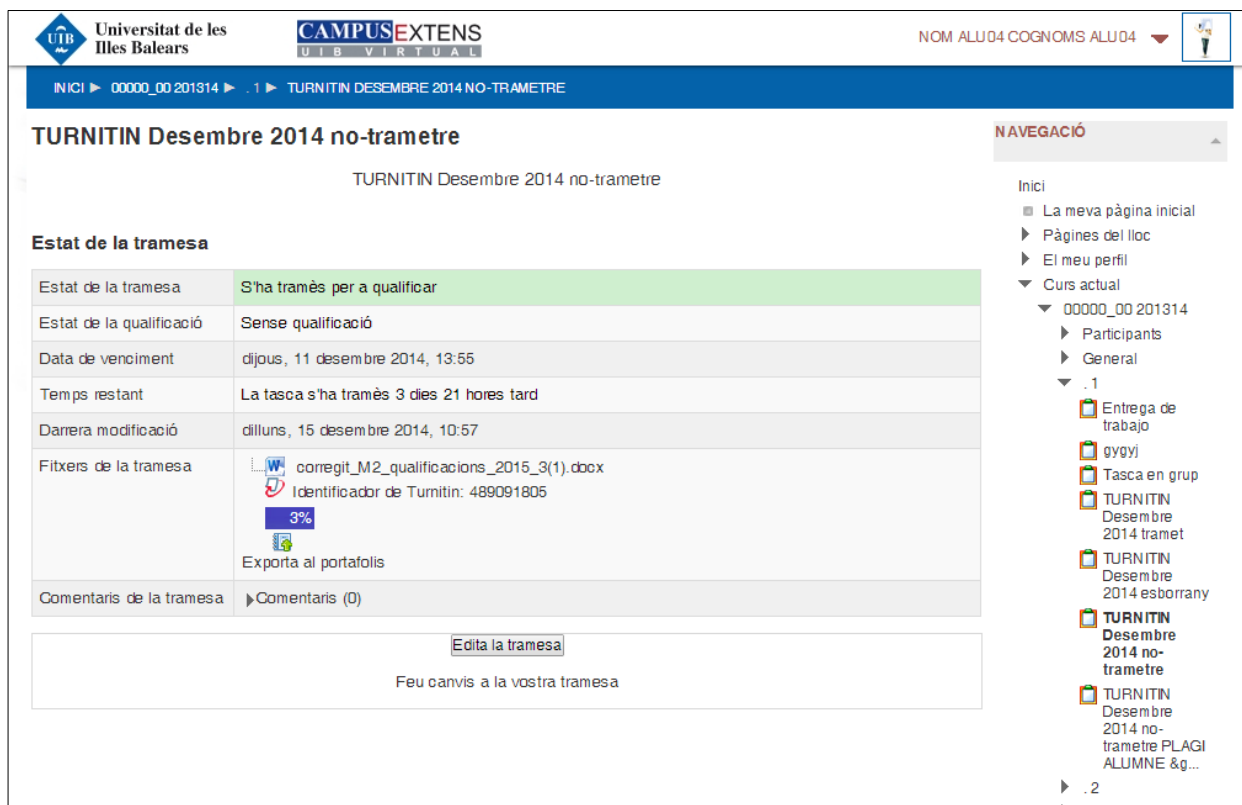 Universitat de les
Illes Balears
UIB
CAMPUS EXTENS
UIB VIRTUAL
NOM ALU04 COGNOMS ALU04
INICI ▶ 00000_00 201314 ▶ . 1 ▶ TURNITIN DESEMBRE 2014 NO-TRAMETRE
TURNITIN Desembre 2014 no-trametre
TURNITIN Desembre 2014 no-trametre
Estat de la tramesa
Estat de la tramesa S'ha tramès per a qualificar
Estat de la qualificació Sense qualificació
Data de venciment dijous, 11 desembre 2014, 13:55
Temps restant La tasca s'ha tramès 3 dies 21 hores tard
Darrera modificació dilluns, 15 desembre 2014, 10:57
Fitxers de la tramesa corregit_M2_qualificacions_2015_3(1).docx
Identificador de Turnitin: 489091805
3%
Exporta al portafolis
Comentaris de la tramesa ▶Comentaris (0)
Edita la tramesa
Feu canvis a la vostra tramesa
NAVEGACIÓ
Inici
La meva pàgina inicial
Pàgines del lloc
El meu perfil
Curs actual
00000_00 201314
Participants
General
. 1
Entrega de
trabajo
gygyj
Tasca en grup
TURNITIN
Desembre
2014 tramet
TURNITIN
Desembre
2014 esborrany
TURNITIN
Desembre
2014 no-
trametre
TURNITIN
Desembre
2014 no-
trametre PLAGI
ALUMNE &g...
. 2